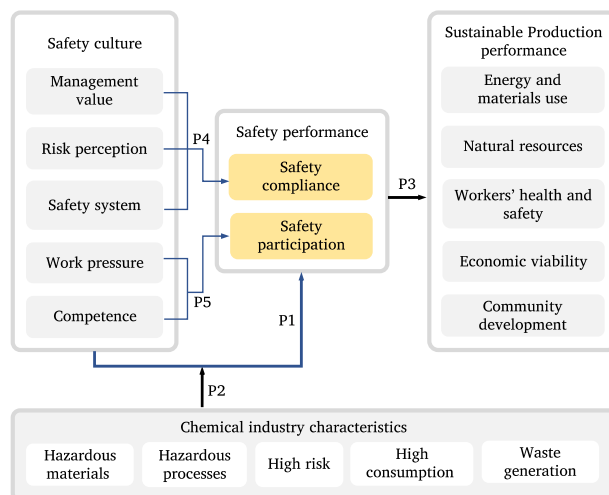 Safety culture
Management
value
Risk perception
Safety system
Work pressure
Competence
P4
P5
Safety performance
Safety
compliance
Safety
participation
P1
P2
P3
Sustainable Production
performance
Energy and
materials use
Natural resources
Workers' health and
safety
Economic viability
Community
development
Chemical industry characteristics
Hazardous
materials
Hazardous
processes
High risk
High
consumption
Waste
generation